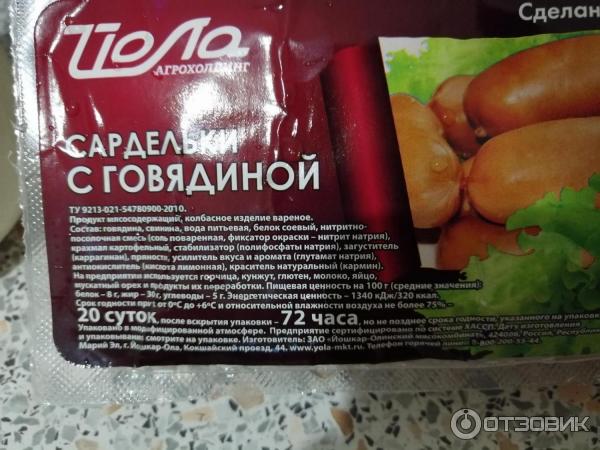 Сделан
Йола
АГРОХОЛДИНГ
САРДЕЛЬКИ
С ГОВЯДИНОЙ
ТУ 9213-021-54780900-2010.
Продукт мясосодержащий, колбасное изделие вареное.
Состав: говядина, свинина, вода питьевая, белок соевый, нитритно-
посолочная смесь (соль поваренная, фиксатор окраски – нитрит натрия),
крахмал картофельный, стабилизатор (полифосфаты натрия), загуститель
(каррагинан), пряности, усилитель вкуса и аромата (глутамат натрия),
антиокислитель (кислота лимонная), краситель натуральный (кармин).
На предприятии используются горчица, кунжут, глютен, молоко, яйцо,
мускатный орех и продукты их переработки. Пищевая ценность на 100 г (средние значения):
белок – 8 г, жир – 30г, углеводы – 5 г. Энергетическая ценность – 1340 кДж/320 ккал.
Срок годности при t от 0°С до +6°С и относительной влажности воздуха не более 75% –
20 суток, после вскрытия упаковки – 72 часа, но не позднее срока годности, указанного на упаковке
Упаковано в модифицированной атмосфере. Предприятие сертифицировано по системе ХАССП. Дату изготовления
и упаковывания смотрите на упаковке. Изготовитель: ЗАО «Йошкар-Олинский мясокомбинат», 424006, Россия, Республика
Марий Эл, г. Йошкар-Ола, Кокшайский проезд, 44. www.yola-mkt.ru. Телефон горячей линии: 8-800-200-55-44.
ОТЗОВИК